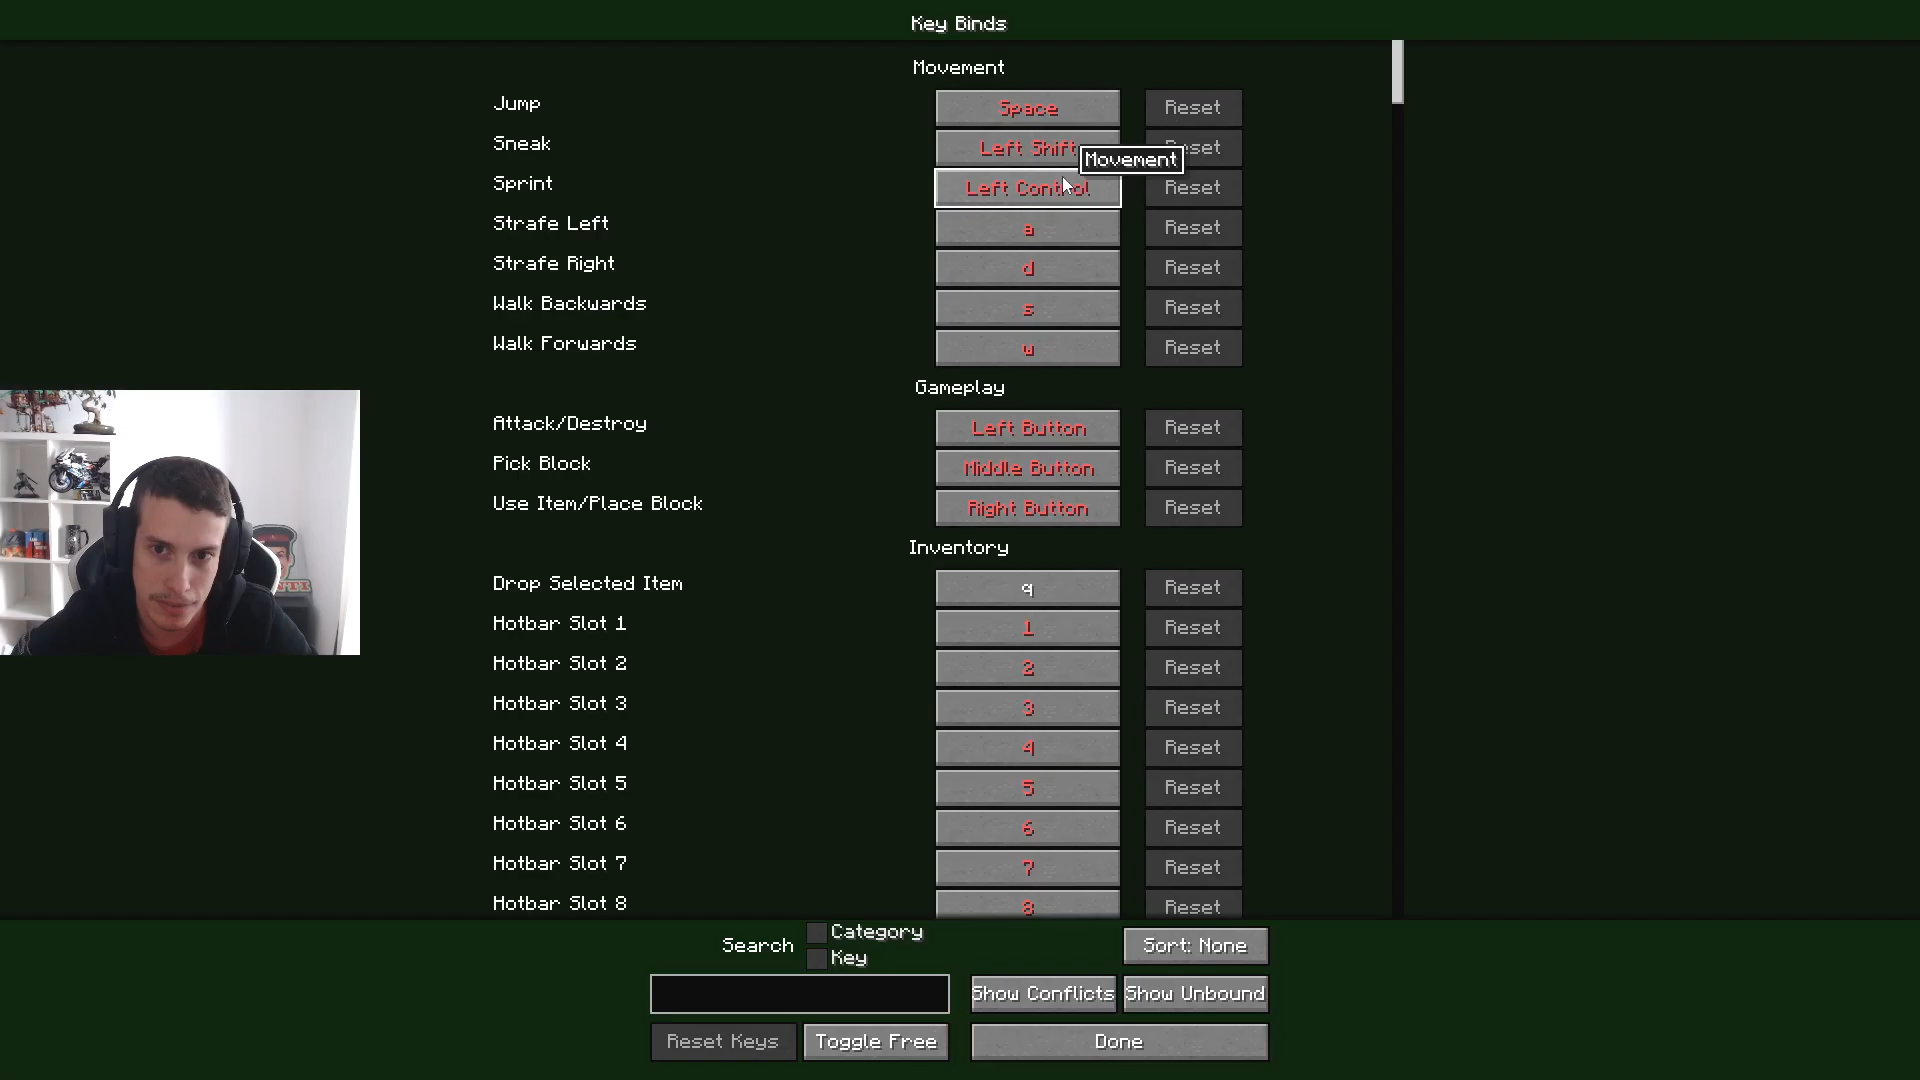 Key Binds
Movement
Jump Space Reset
Sneak Left Shift
Movement
Sprint Left Control Reset
Strafe Left a Reset
Strafe Right d Reset
Walk Backwards s Reset
Walk Forwards w Reset
Gameplay
Attack/Destroy Left Button Reset
Pick Block Middle Button Reset
Use Item/Place Block Right Button Reset
Inventory
Drop Selected Item q Reset
Hotbar Slot 1 1 Reset
Hotbar Slot 2 2 Reset
Hotbar Slot 3 3 Reset
Hotbar Slot 4 4 Reset
Hotbar Slot 5 5 Reset
Hotbar Slot 6 6 Reset
Hotbar Slot 7 7 Reset
Hotbar Slot 8 8 Reset
Search Category Sort: None
Key
Show Conflicts Show Unbound
Reset Keys Toggle Free Done